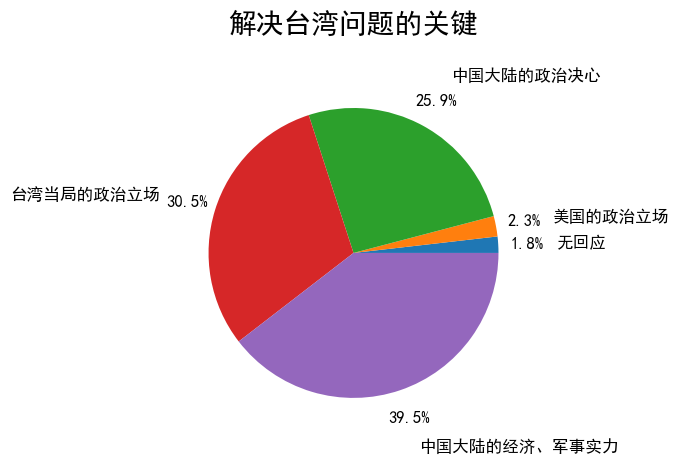 解决台湾问题的关键
中国大陆的政治决心
25.9%
台湾当局的政治立场
30.5%
2.3%
美国的政治立场
1.8%
无回应
39.5%
中国大陆的经济、军事实力